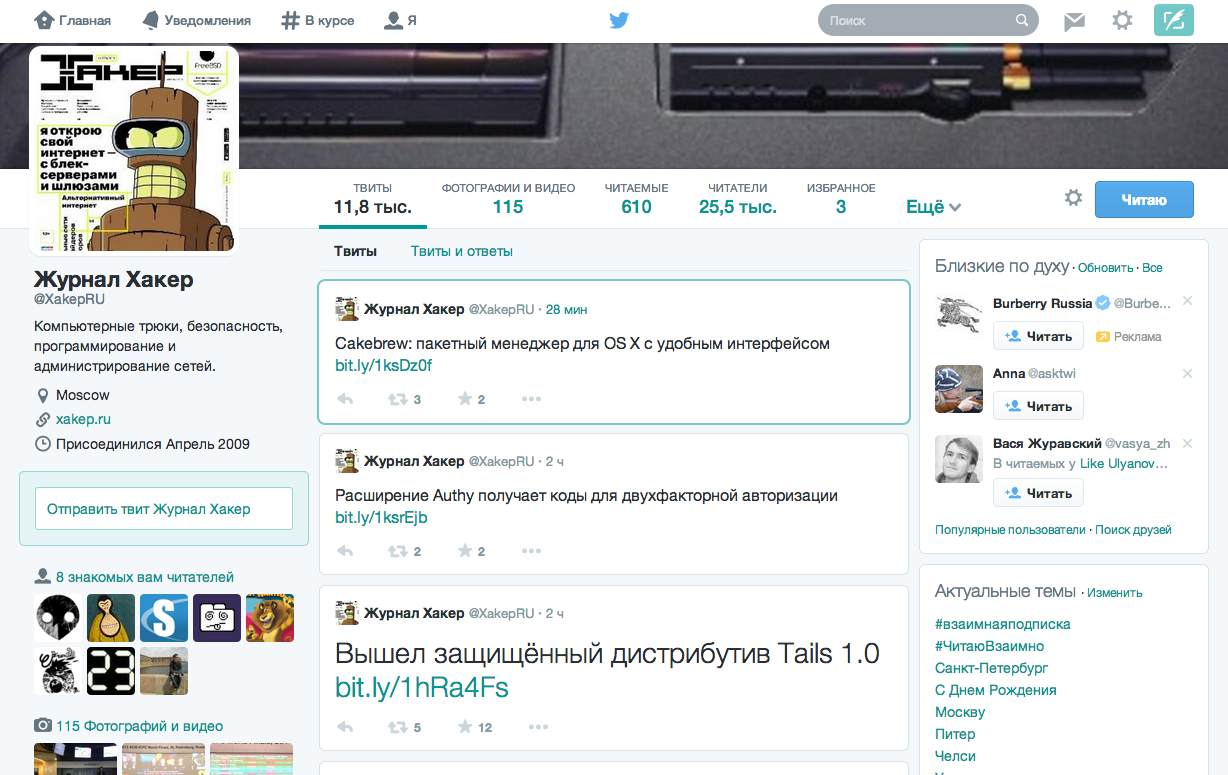 Главная
Уведомления
В курсе
Я
Поиск
ХАКЕР
FreeBSD
я открою
свой
интернет —
с блек-
серверами
и шлюзами
Альтернативный
интернет
ТВИТЫ
11,8 тыс.
ФОТОГРАФИИ И ВИДЕО
115
ЧИТАЕМЫЕ
610
ЧИТАТЕЛИ
25,5 тыс.
ИЗБРАННОЕ
3
Ещё
Читаю
Журнал Хакер
@XakepRU
Компьютерные трюки, безопасность,
программирование и
администрирование сетей.
Moscow
xakep.ru
Присоединился Апрель 2009
Отправить твит Журнал Хакер
8 знакомых вам читателей
S
23
115 Фотографий и видео
Твиты
Твиты и ответы
Журнал Хакер @XakepRU · 28 мин
Cakebrew: пакетный менеджер для OS X с удобным интерфейсом
bit.ly/1ksDz0f
3
2
Журнал Хакер @XakepRU · 2 ч
Расширение Authy получает коды для двухфакторной авторизации
bit.ly/1ksrEjb
2
2
Журнал Хакер @XakepRU · 2 ч
Вышел защищённый дистрибутив Tails 1.0
bit.ly/1hRa4Fs
5
12
Близкие по духу · Обновить · Все
Burberry Russia @Burbe...
Читать
Реклама
Anna @asktwi
Читать
Вася Журавский @vasya_zh
В читаемых у Like Ulyanov...
Читать
Популярные пользователи · Поиск друзей
Актуальные темы · Изменить
#взаимнаяподписка
#ЧитаюВзаимно
Санкт-Петербург
С Днем Рождения
Москву
Питер
Челси